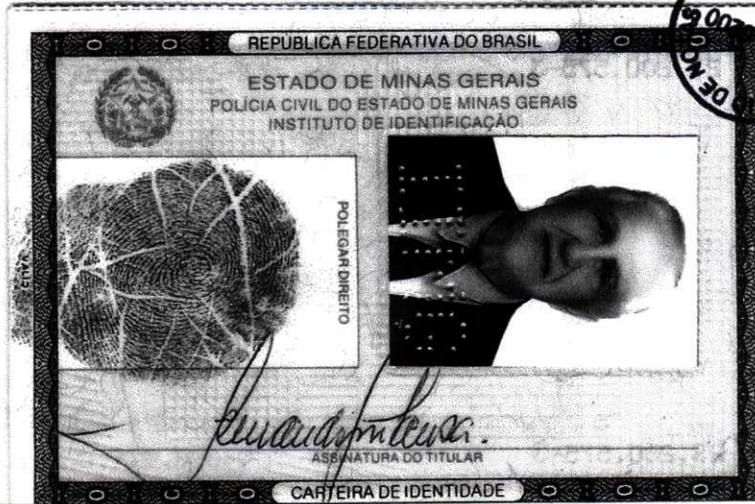 REPÚBLICA FEDERATIVA DO BRASIL
ESTADO DE MINAS GERAIS
POLÍCIA CIVIL DO ESTADO DE MINAS GERAIS
INSTITUTO DE IDENTIFICAÇÃO
POLEGAR DIREITO
ASSINATURA DO TITULAR
CARTEIRA DE IDENTIDADE